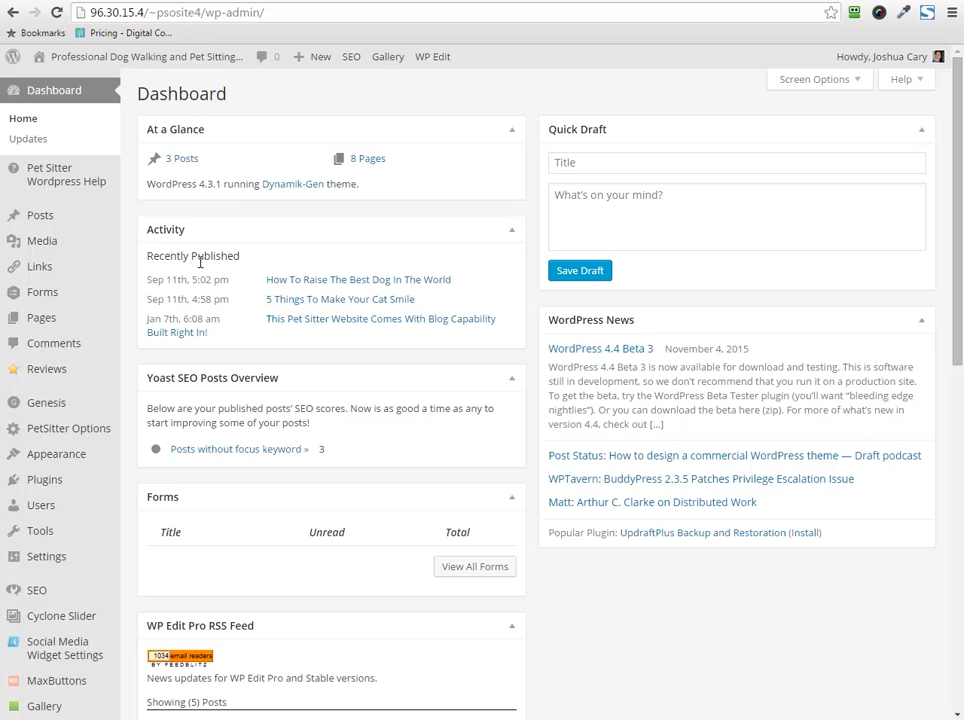 96.30.15.4/~psosite4/wp-admin/
Bookmarks
Pricing - Digital Co...
Professional Dog Walking and Pet Sitting...
0
New
SEO
Gallery
WP Edit
Howdy, Joshua Cary
Dashboard
Home
Updates
Pet Sitter
Wordpress Help
Posts
Media
Links
Forms
Pages
Comments
Reviews
Genesis
PetSitter Options
Appearance
Plugins
Users
Tools
Settings
SEO
Cyclone Slider
Social Media
Widget Settings
MaxButtons
Gallery
Screen Options
Help
Dashboard
At a Glance
3 Posts
8 Pages
WordPress 4.3.1 running Dynamik-Gen theme.
Activity
Recently Published
Sep 11th, 5:02 pm How To Raise The Best Dog In The World
Sep 11th, 4:58 pm 5 Things To Make Your Cat Smile
Jan 7th, 6:08 am This Pet Sitter Website Comes With Blog Capability
Built Right In!
Yoast SEO Posts Overview
Below are your published posts' SEO scores. Now is as good a time as any to
start improving some of your posts!
Posts without focus keyword » 3
Forms
Title Unread Total
View All Forms
WP Edit Pro RSS Feed
1034 email readers
BY FEEDBLITZ
News updates for WP Edit Pro and Stable versions.
Showing (5) Posts
Quick Draft
Title
What's on your mind?
Save Draft
WordPress News
WordPress 4.4 Beta 3 November 4, 2015
WordPress 4.4 Beta 3 is now available for download and testing. This is software
still in development, so we don't recommend that you run it on a production site.
To get the beta, try the WordPress Beta Tester plugin (you'll want "bleeding edge
nightlies"). Or you can download the beta here (zip). For more of what's new in
version 4.4, check out [...]
Post Status: How to design a commercial WordPress theme — Draft podcast
WPTavern: BuddyPress 2.3.5 Patches Privilege Escalation Issue
Matt: Arthur C. Clarke on Distributed Work
Popular Plugin: UpdraftPlus Backup and Restoration (Install)